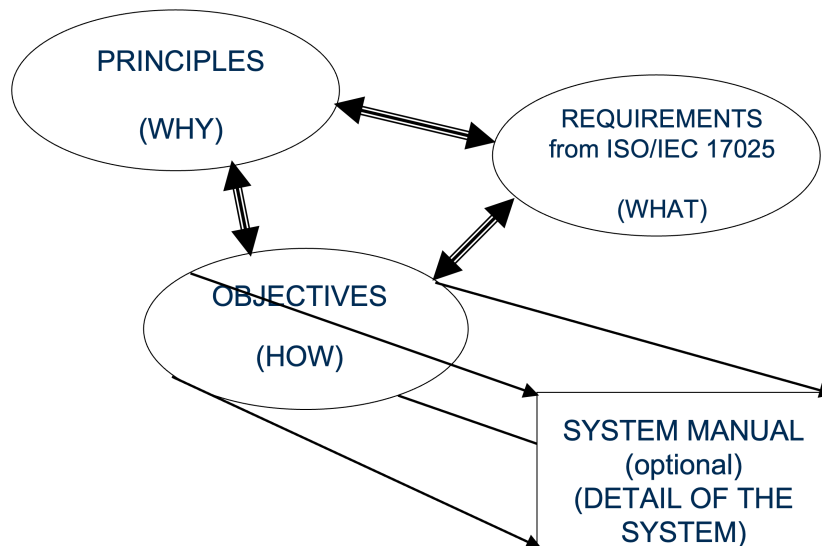 PRINCIPLES
(WHY)
REQUIREMENTS
from ISO/IEC 17025
(WHAT)
OBJECTIVES
(HOW)
SYSTEM MANUAL
(optional)
(DETAIL OF THE
SYSTEM)